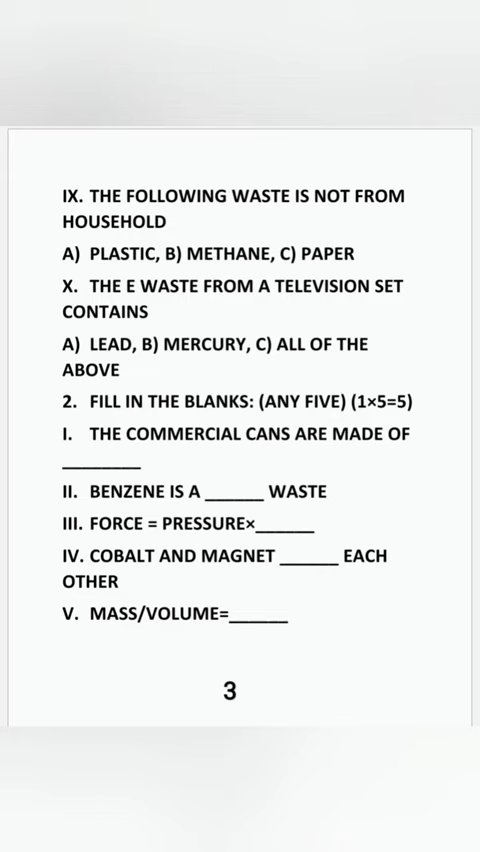 IX. THE FOLLOWING WASTE IS NOT FROM
HOUSEHOLD
A) PLASTIC, B) METHANE, C) PAPER
X. THE E WASTE FROM A TELEVISION SET
CONTAINS
A) LEAD, B) MERCURY, C) ALL OF THE
ABOVE
2. FILL IN THE BLANKS: (ANY FIVE) (1×5=5)
I. THE COMMERCIAL CANS ARE MADE OF
________
II. BENZENE IS A ______ WASTE
III. FORCE = PRESSURE×______
IV. COBALT AND MAGNET ______ EACH
OTHER
V. MASS/VOLUME=______
3